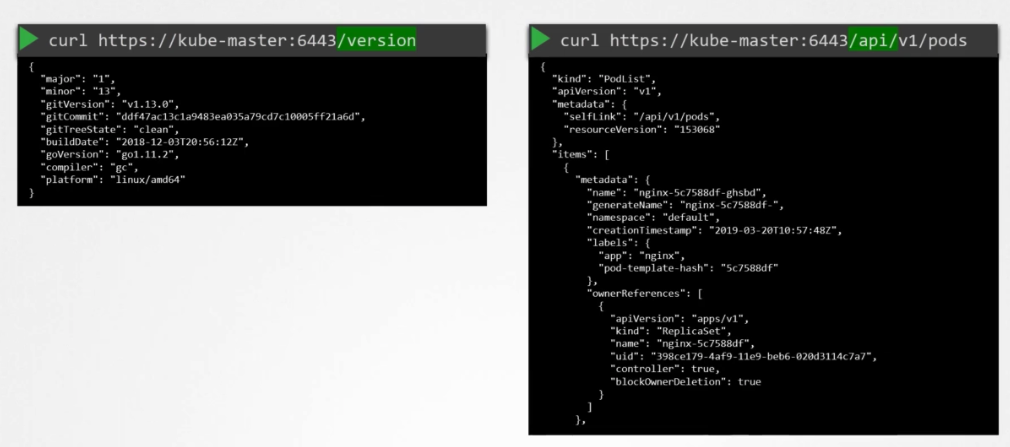 curl https://kube-master:6443/version
{
  "major": "1",
  "minor": "13",
  "gitVersion": "v1.13.0",
  "gitCommit": "ddf47ac13c1a9483ea035a79cd7c10005ff21a6d",
  "gitTreeState": "clean",
  "buildDate": "2018-12-03T20:56:12Z",
  "goVersion": "go1.11.2",
  "compiler": "gc",
  "platform": "linux/amd64"
}
curl https://kube-master:6443/api/v1/pods
{
  "kind": "PodList",
  "apiVersion": "v1",
  "metadata": {
    "selfLink": "/api/v1/pods",
    "resourceVersion": "153068"
  },
  "items": [
    {
      "metadata": {
        "name": "nginx-5c7588df-ghsbd",
        "generateName": "nginx-5c7588df-",
        "namespace": "default",
        "creationTimestamp": "2019-03-20T10:57:48Z",
        "labels": {
          "app": "nginx",
          "pod-template-hash": "5c7588df"
        },
        "ownerReferences": [
          {
            "apiVersion": "apps/v1",
            "kind": "ReplicaSet",
            "name": "nginx-5c7588df",
            "uid": "398ce179-4af9-11e9-beb6-020d3114c7a7",
            "controller": true,
            "blockOwnerDeletion": true
          }
        ]
      },